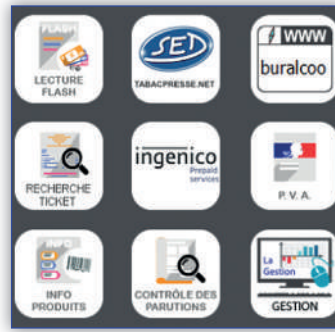 FLASH
LECTURE
FLASH
SED
TABACPRESSE.NET
WWW
buralcoo
RECHERCHE
TICKET
ingenico
Prepaid
services
P. V. A.
INFO
INFO
PRODUITS
CONTRÔLE DES
PARUTIONS
La
Gestion
GESTION